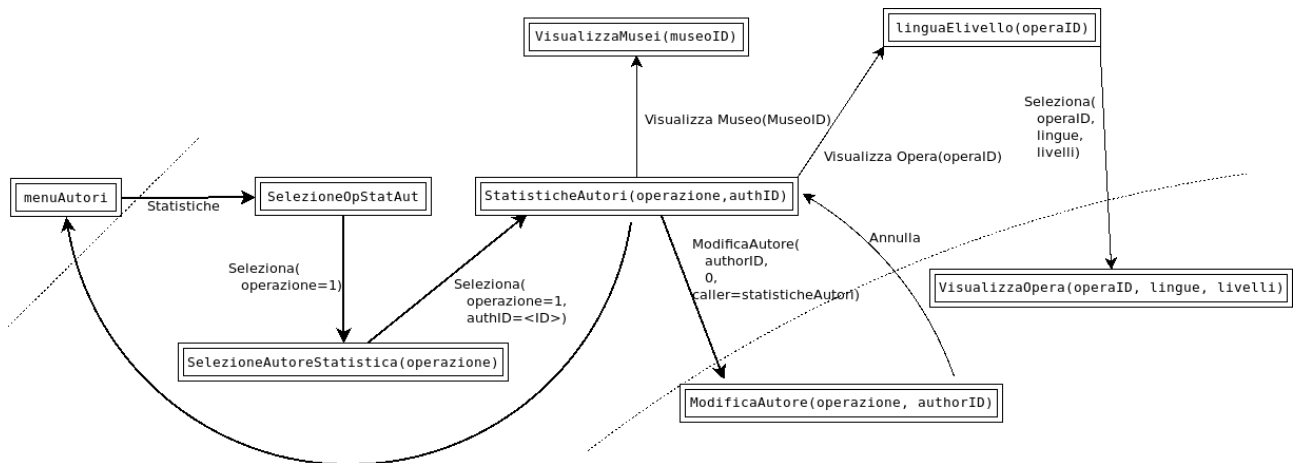 linguaElivello(operaID)
VisualizzaMusei(museoID)
Seleziona(
operaID,
lingue,
livelli)
Visualizza Museo(MuseoID)
Visualizza Opera(operaID)
menuAutori
Statistiche
SelezioneOpStatAut
StatisticheAutori(operazione,authID)
Seleziona(
operazione=1)
Seleziona(
operazione=1,
authID=<ID>)
ModificaAutore(
authorID,
0,
caller=statisticheAutori)
Annulla
VisualizzaOpera(operaID, lingue, livelli)
SelezioneAutoreStatistica(operazione)
ModificaAutore(operazione, authorID)